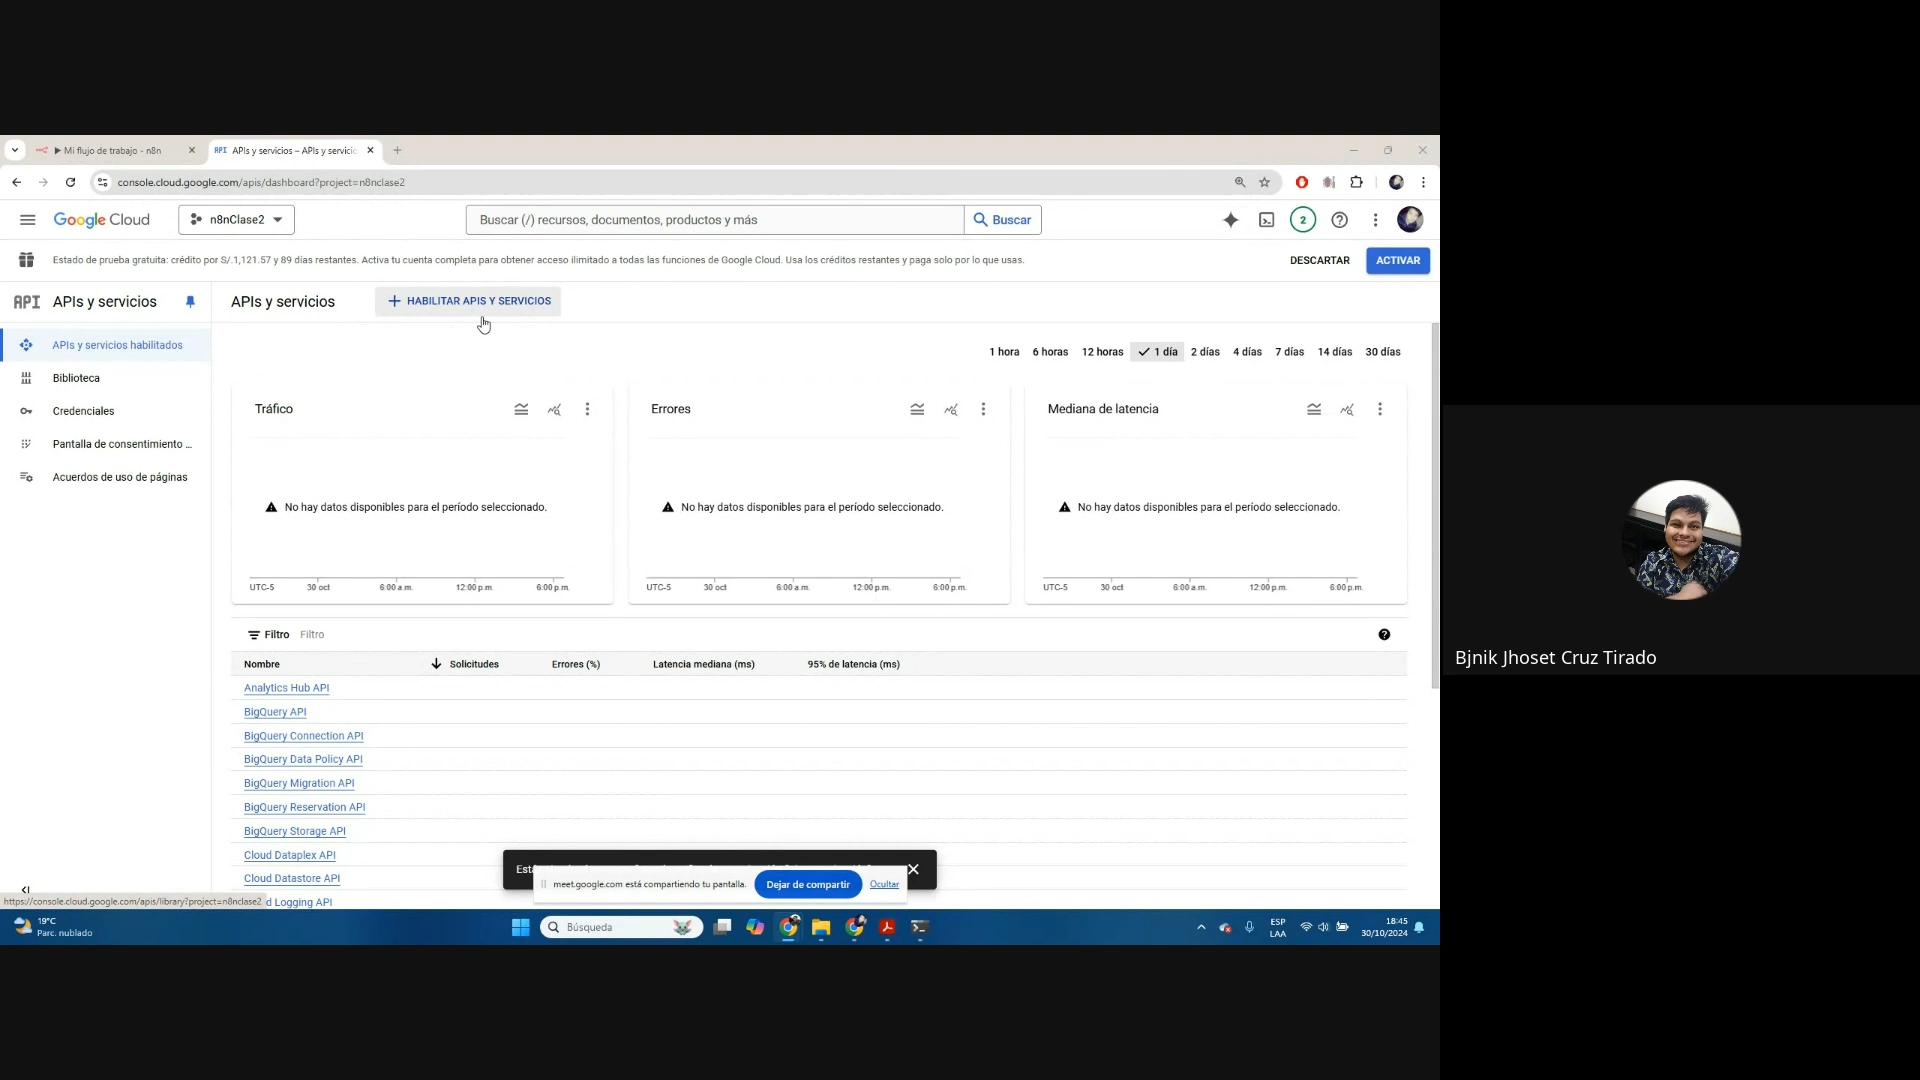 ▶ Mi flujo de trabajo - n8n
API APIs y servicios – APIs y servicio
console.cloud.google.com/apis/dashboard?project=n8nclase2
Google Cloud
n8nClase2
Buscar (/) recursos, documentos, productos y más
Buscar
2
Estado de prueba gratuita: crédito por S/.1,121.57 y 89 días restantes. Activa tu cuenta completa para obtener acceso ilimitado a todas las funciones de Google Cloud. Usa los créditos restantes y paga solo por lo que usas.
DESCARTAR
ACTIVAR
API APIs y servicios
APIs y servicios
HABILITAR APIS Y SERVICIOS
APIs y servicios habilitados
Biblioteca
Credenciales
Pantalla de consentimiento ...
Acuerdos de uso de páginas
1 hora 6 horas 12 horas 1 día 2 días 4 días 7 días 14 días 30 días
Tráfico
No hay datos disponibles para el período seleccionado.
UTC-5 30 oct 6:00 a.m. 12:00 p.m. 6:00 p.m.
Errores
No hay datos disponibles para el período seleccionado.
UTC-5 30 oct 6:00 a.m. 12:00 p.m. 6:00 p.m.
Mediana de latencia
No hay datos disponibles para el período seleccionado.
UTC-5 30 oct 6:00 a.m. 12:00 p.m. 6:00 p.m.
Filtro Filtro
Nombre Solicitudes Errores (%) Latencia mediana (ms) 95% de latencia (ms)
Analytics Hub API
BigQuery API
BigQuery Connection API
BigQuery Data Policy API
BigQuery Migration API
BigQuery Reservation API
BigQuery Storage API
Cloud Dataplex API
Cloud Datastore API
d Logging API
meet.google.com está compartiendo tu pantalla.
Dejar de compartir
Ocultar
https://console.cloud.google.com/apis/library?project=n8nclase2
19°C
Parc. nublado
Búsqueda
ESP
LAA
18:45
30/10/2024
Bjnik Jhoset Cruz Tirado